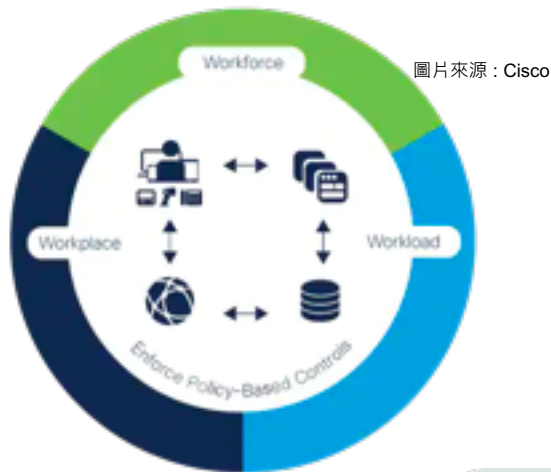 Workforce
圖片來源 : Cisco
Workplace
Workload
Enforce Policy-Based Controls